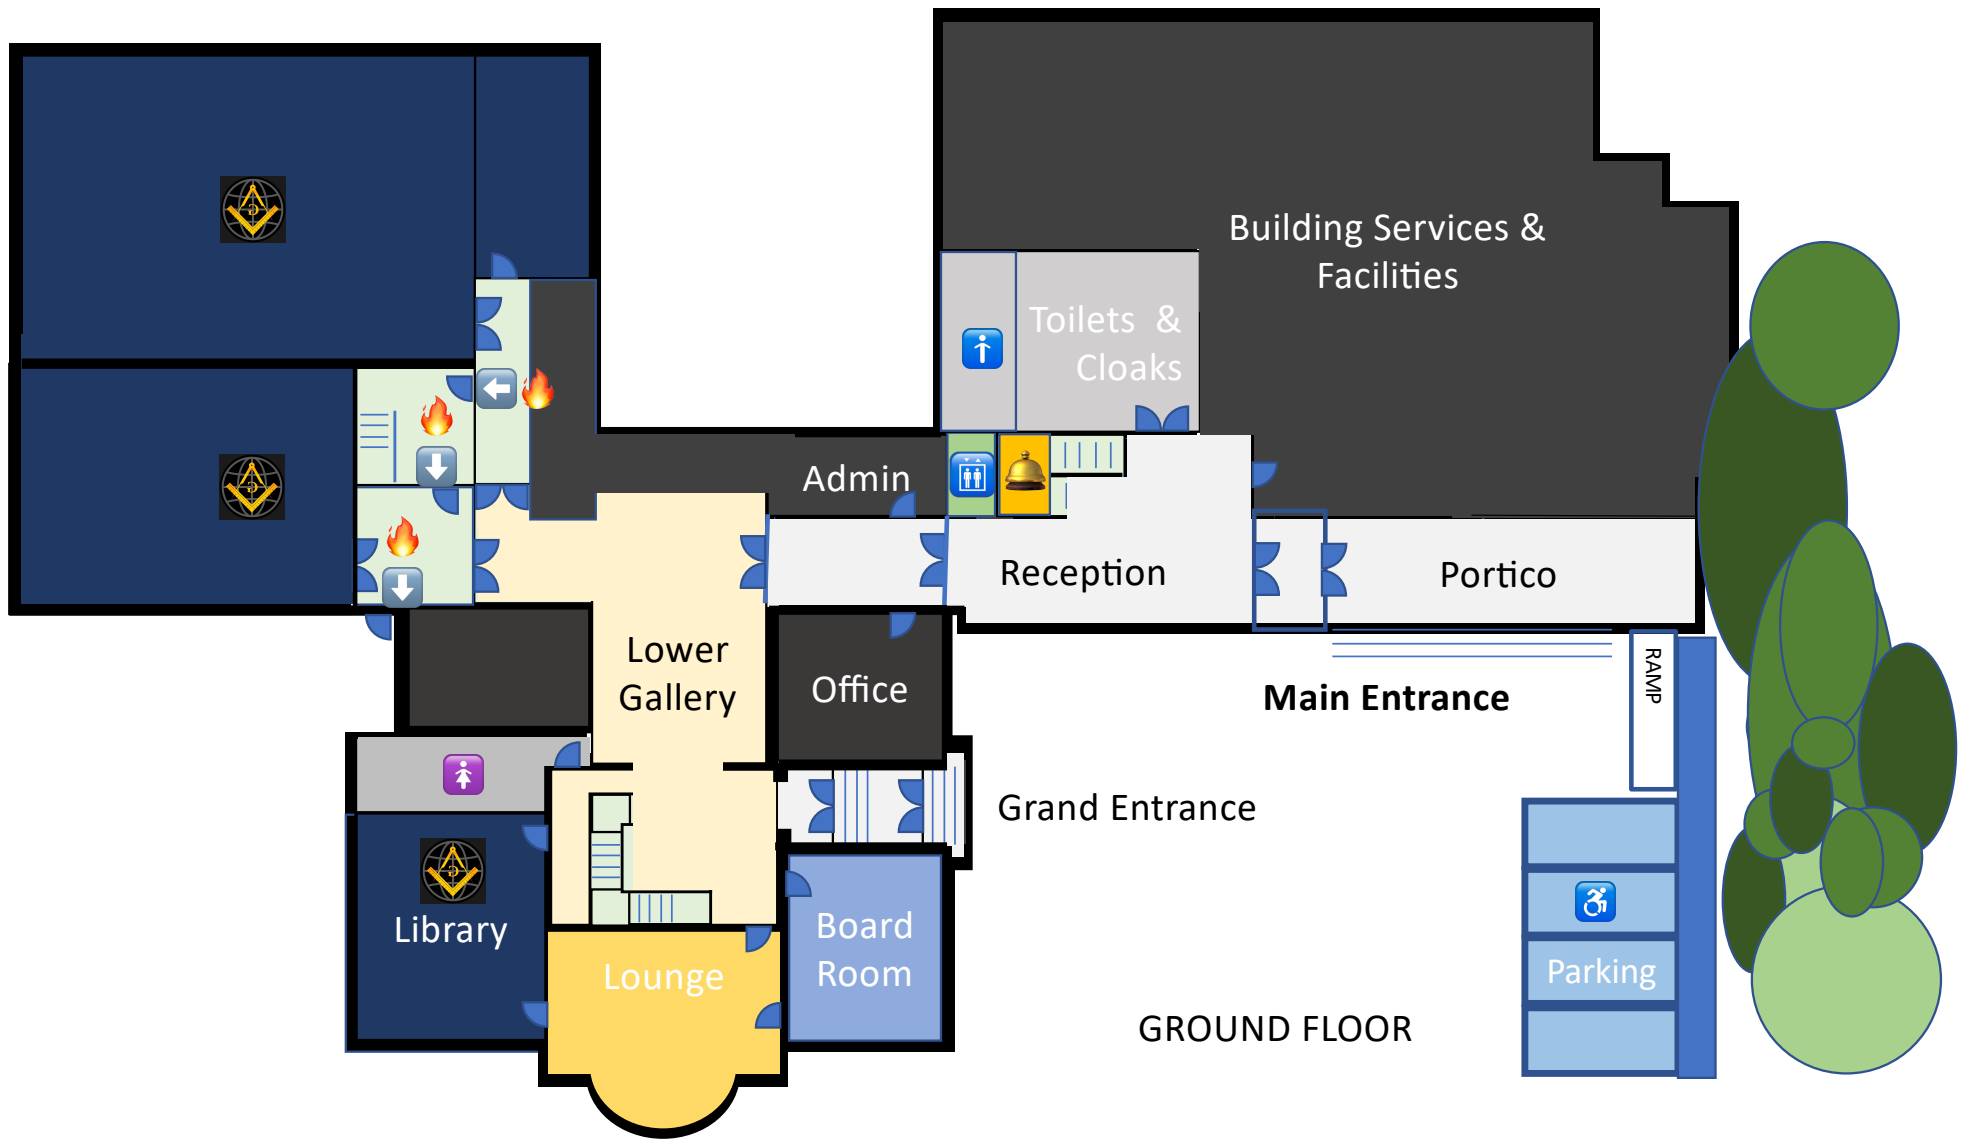 Building Services &
Facilities
Toilets & 
Cloaks
Admin
Reception
Portico
Lower
Gallery
Office
RAMP
Main Entrance
Grand Entrance
Library
Board
Room
Lounge
Parking
GROUND FLOOR
G
G
G